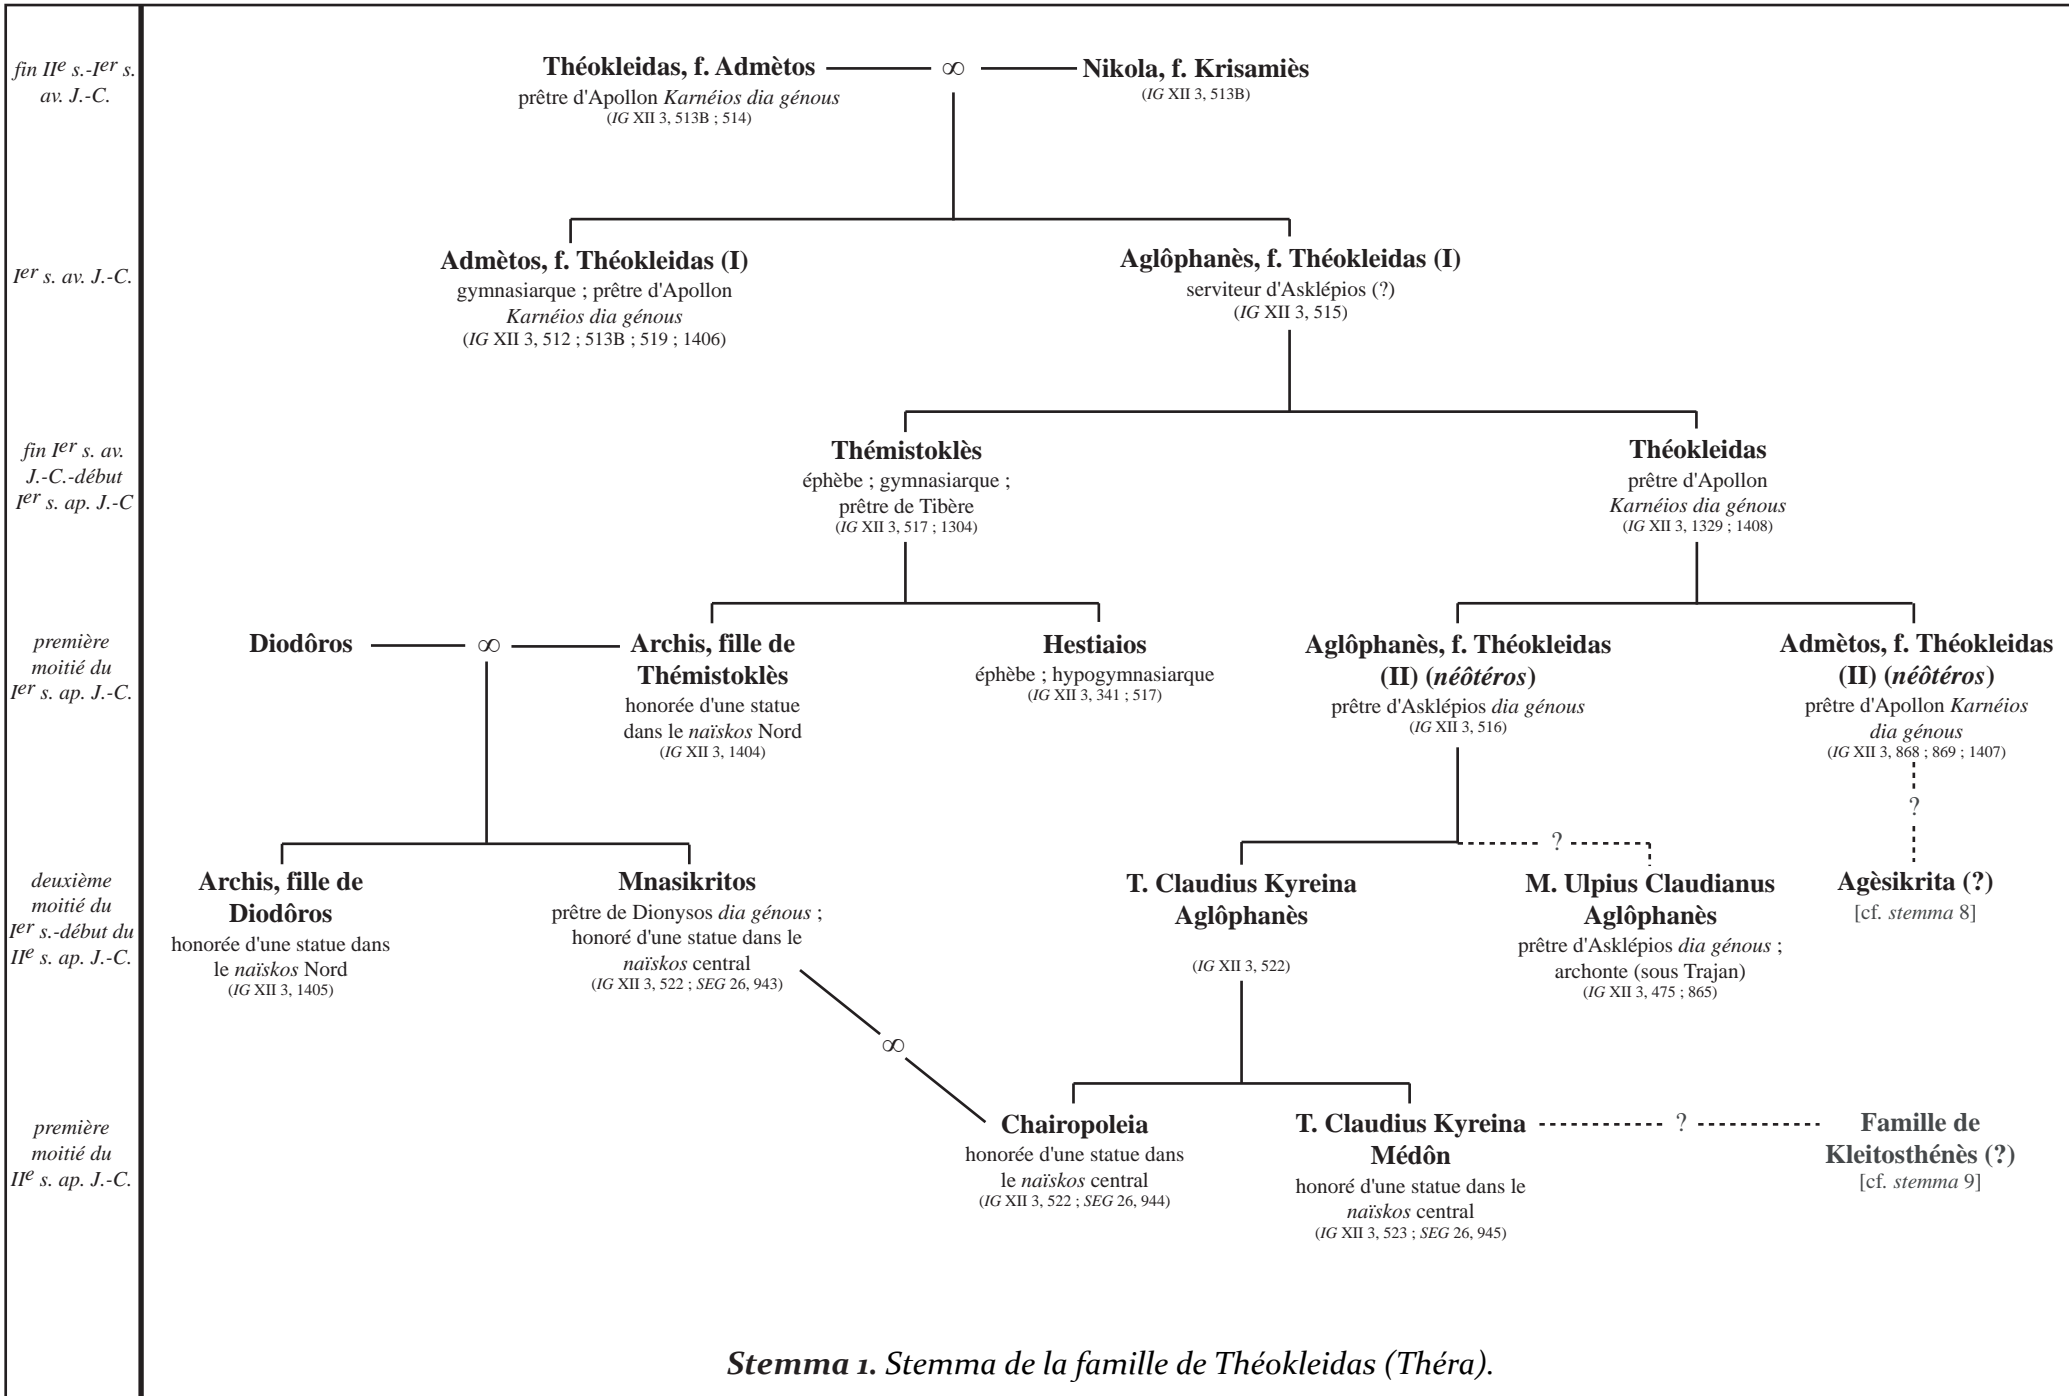 fin IIe s.-Ier s.
av. J.-C.
Théokleidas, f. Admètos
prêtre d'Apollon Karnéios dia génous
(IG XII 3, 513B ; 514)
∞
Nikola, f. Krisamiès
(IG XII 3, 513B)
Ier s. av. J.-C.
Admètos, f. Théokleidas (I)
gymnasiarque ; prêtre d'Apollon
Karnéios dia génous
(IG XII 3, 512 ; 513B ; 519 ; 1406)
Aglôphanès, f. Théokleidas (I)
serviteur d'Asklépios (?)
(IG XII 3, 515)
fin Ier s. av.
J.-C.-début
Ier s. ap. J.-C
Thémistoklès
éphèbe ; gymnasiarque ;
prêtre de Tibère
(IG XII 3, 517 ; 1304)
Théokleidas
prêtre d'Apollon
Karnéios dia génous
(IG XII 3, 1329 ; 1408)
première
moitié du
Ier s. ap. J.-C.
Diodôros
∞
Archis, fille de
Thémistoklès
honorée d'une statue
dans le naïskos Nord
(IG XII 3, 1404)
Hestiaios
éphèbe ; hypogymnasiarque
(IG XII 3, 341 ; 517)
Aglôphanès, f. Théokleidas
(II) (néôtéros)
prêtre d'Asklépios dia génous
(IG XII 3, 516)
Admètos, f. Théokleidas
(II) (néôtéros)
prêtre d'Apollon Karnéios
dia génous
(IG XII 3, 868 ; 869 ; 1407)
?
?
deuxième
moitié du
Ier s.-début du
IIe s. ap. J.-C.
Archis, fille de
Diodôros
honorée d'une statue dans
le naïskos Nord
(IG XII 3, 1405)
Mnasikritos
prêtre de Dionysos dia génous ;
honoré d'une statue dans le
naïskos central
(IG XII 3, 522 ; SEG 26, 943)
T. Claudius Kyreina
Aglôphanès
(IG XII 3, 522)
M. Ulpius Claudianus
Aglôphanès
prêtre d'Asklépios dia génous ;
archonte (sous Trajan)
(IG XII 3, 475 ; 865)
Agèsikrita (?)
[cf. stemma 8]
∞
première
moitié du
IIe s. ap. J.-C.
Chairopoleia
honorée d'une statue dans
le naïskos central
(IG XII 3, 522 ; SEG 26, 944)
T. Claudius Kyreina
Médôn
honoré d'une statue dans le
naïskos central
(IG XII 3, 523 ; SEG 26, 945)
?
Famille de
Kleitosthénès (?)
[cf. stemma 9]
Stemma 1. Stemma de la famille de Théokleidas (Théra).